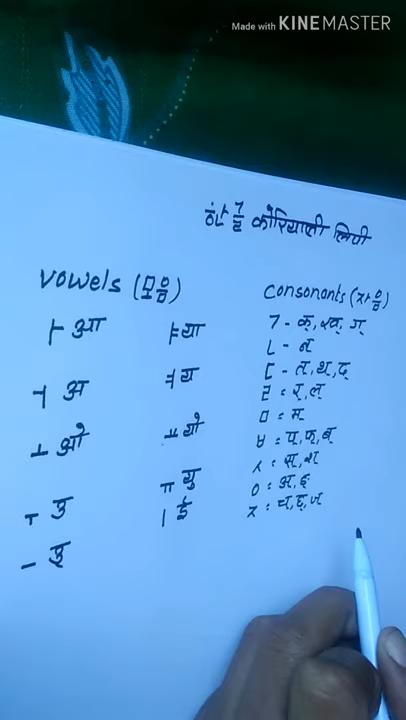 Made with KINEMASTER
한글 कोरियाली लिपी
Vowels (모음)
ㅏ आ ㅑ या
ㅓ अ ㅕ य
ㅗ ओ ㅛ यो
ㅠ यु
ㅜ उ ㅣ ई
ㅡ उ
Consonants (자음)
ㄱ - क्, ख्, ग्
ㄴ - न्
ㄷ - त्, थ्, द्
ㄹ = र्, ल्
ㅁ = म्
ㅂ = प्, फ्, ब्
ㅅ = स्, श्
ㅇ = अ्, ङ्
ㅈ = च्, छ्, ज्